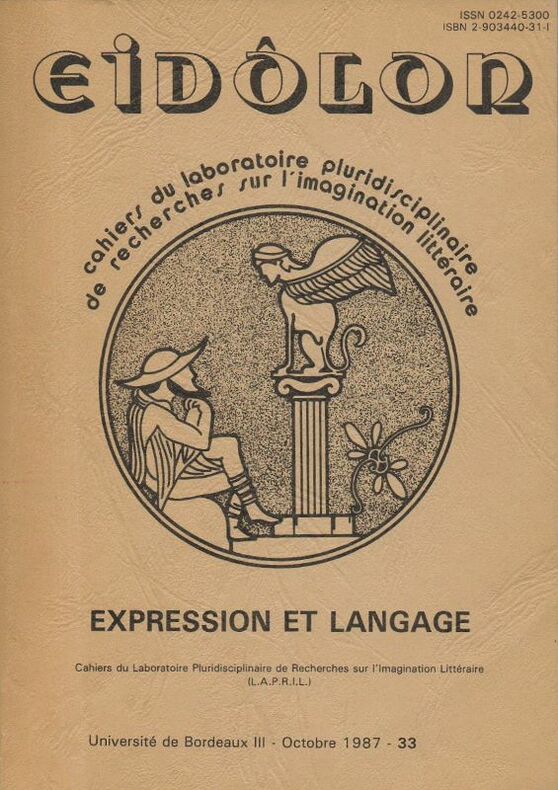 ISSN 0242-5300
ISBN 2-903440-31-1
EIDÔLON
cahiers du laboratoire pluridisciplinaire
de recherches sur l'imagination littéraire
EXPRESSION ET LANGAGE
Cahiers du Laboratoire Pluridisciplinaire de Recherches sur l'Imagination Littéraire
(L.A.P.R.I.L.)
Université de Bordeaux III - Octobre 1987 - 33